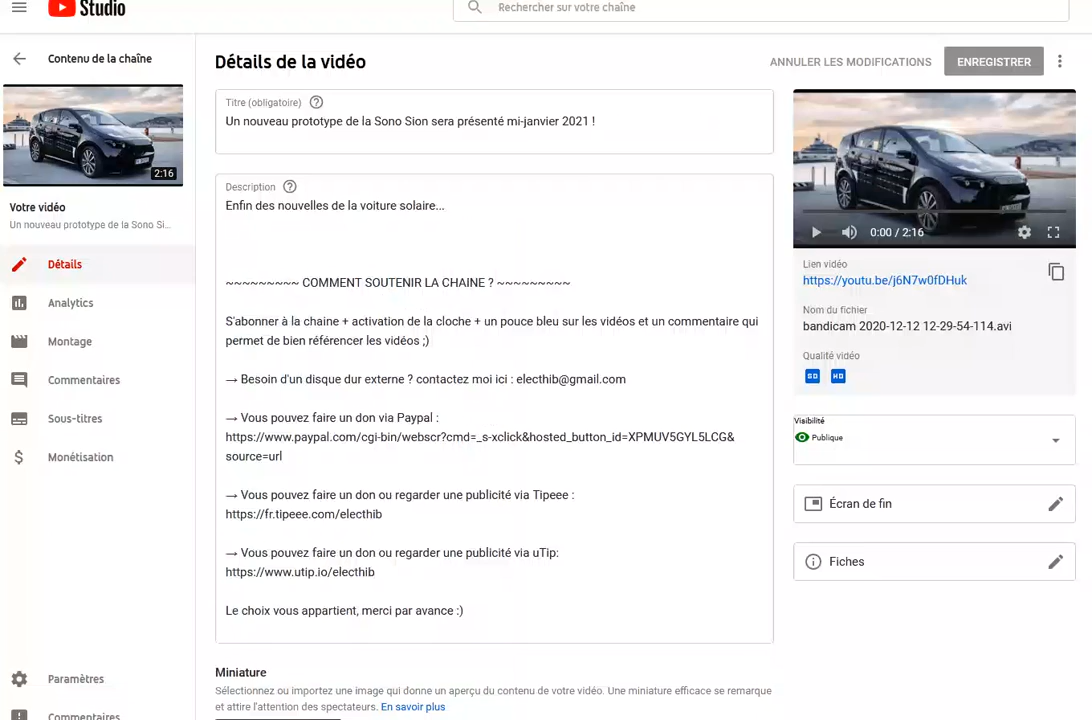 Studio
Rechercher sur votre chaîne
Contenu de la chaîne
2:16
Votre vidéo
Un nouveau prototype de la Sono Si...
Détails
Analytics
Montage
Commentaires
Sous-titres
Monétisation
Paramètres
Commentaires
Détails de la vidéo
ANNULER LES MODIFICATIONS
ENREGISTRER
Titre (obligatoire)
Un nouveau prototype de la Sono Sion sera présenté mi-janvier 2021 !
Description
Enfin des nouvelles de la voiture solaire...
~~~~~~~~~ COMMENT SOUTENIR LA CHAINE ? ~~~~~~~~~
S'abonner à la chaine + activation de la cloche + un pouce bleu sur les vidéos et un commentaire qui
permet de bien référencer les vidéos ;)
→ Besoin d'un disque dur externe ? contactez moi ici : electhib@gmail.com
→ Vous pouvez faire un don via Paypal :
https://www.paypal.com/cgi-bin/webscr?cmd=_s-xclick&hosted_button_id=XPMUV5GYL5LCG&
source=url
→ Vous pouvez faire un don ou regarder une publicité via Tipeee :
https://fr.tipeee.com/electhib
→ Vous pouvez faire un don ou regarder une publicité via uTip:
https://www.utip.io/electhib
Le choix vous appartient, merci par avance :)
Miniature
Sélectionnez ou importez une image qui donne un aperçu du contenu de votre vidéo. Une miniature efficace se remarque
et attire l'attention des spectateurs. En savoir plus
0:00 / 2:16
Lien vidéo
https://youtu.be/j6N7w0fDHuk
Nom du fichier
bandicam 2020-12-12 12-29-54-114.avi
Qualité vidéo
SD HD
Visibilité
Publique
Écran de fin
Fiches